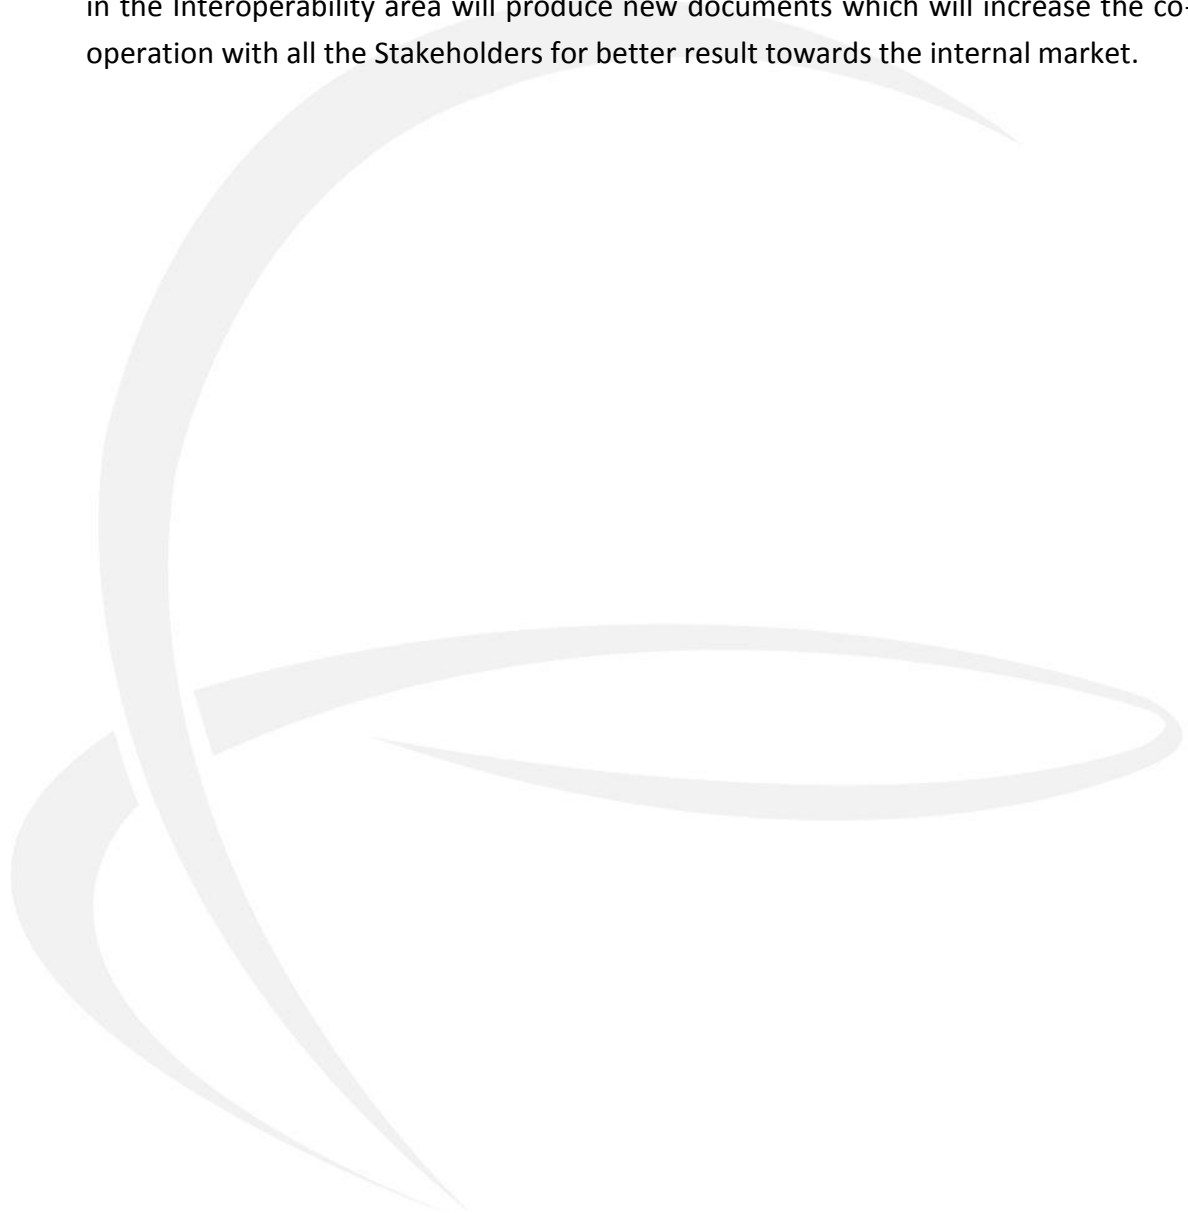 in the Interoperability area will produce new documents which will increase the co-
operation with all the Stakeholders for better result towards the internal market.